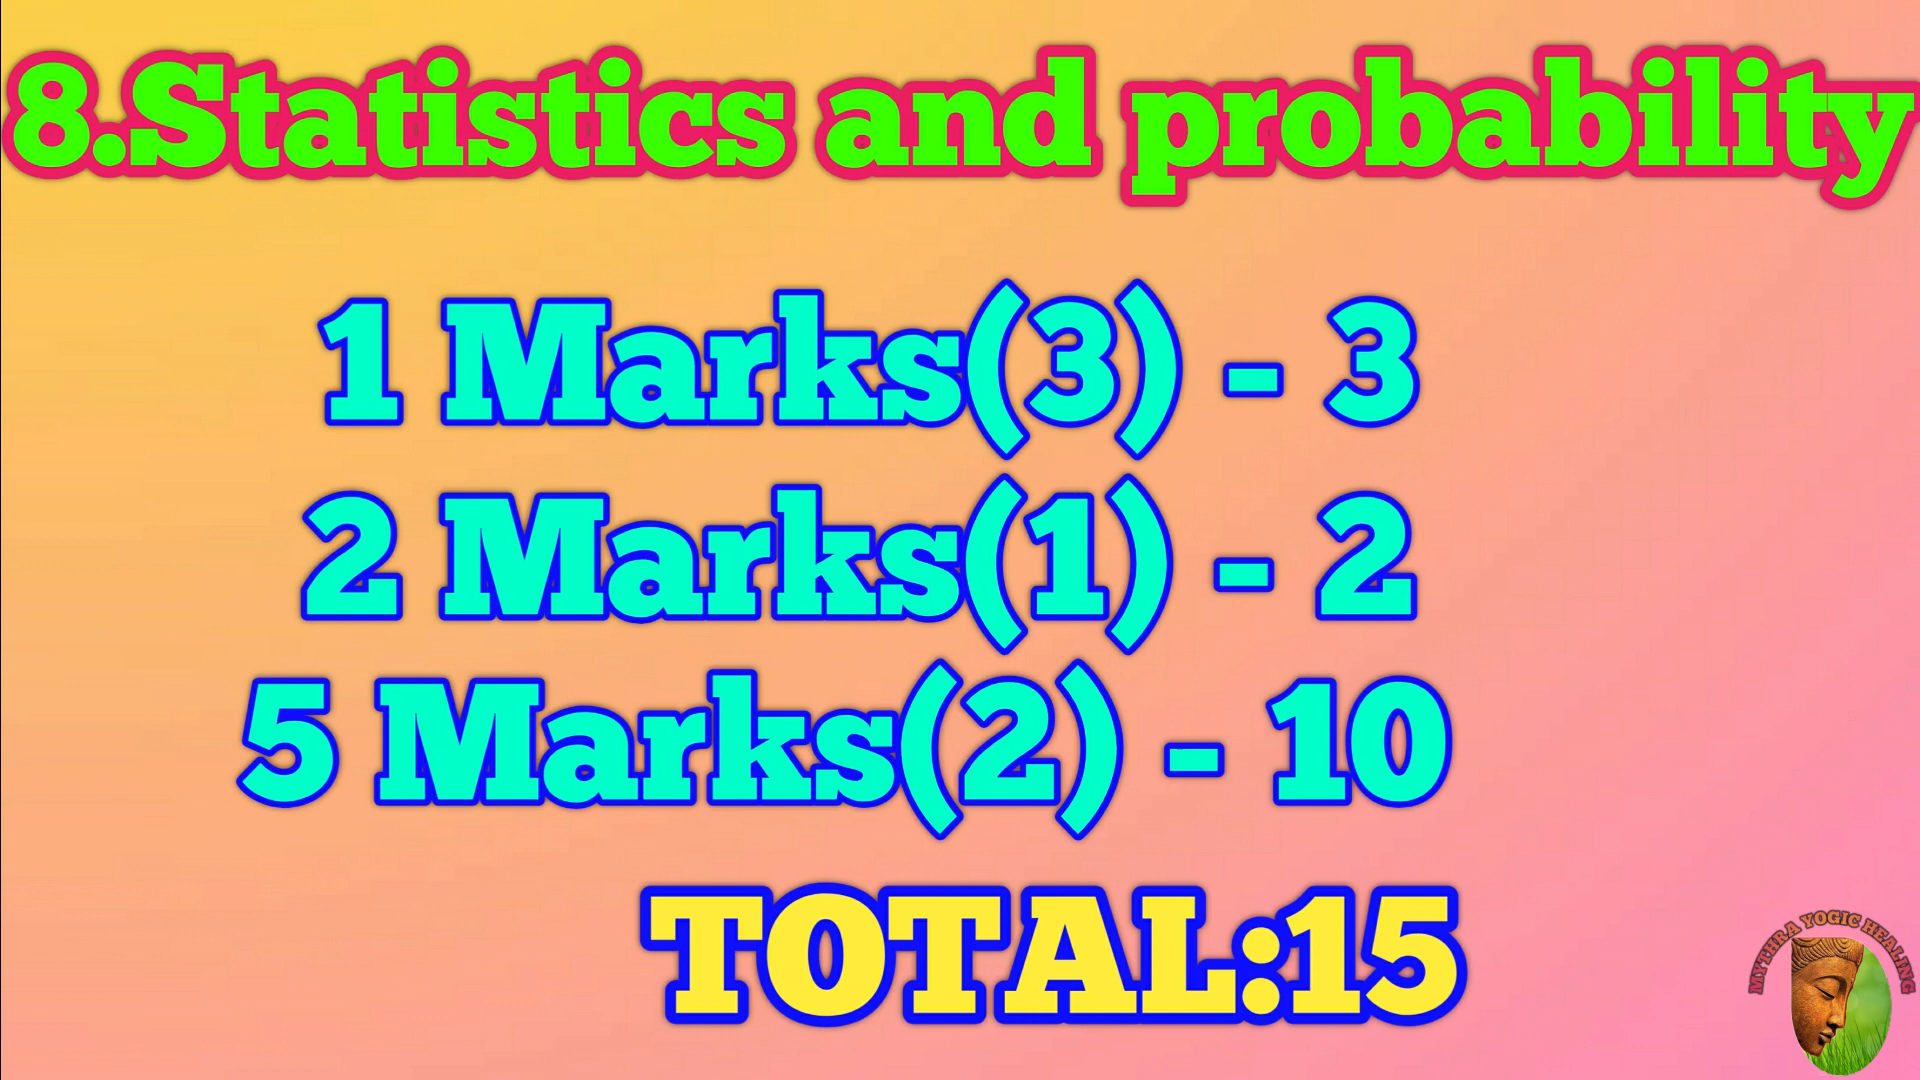 8.Statistics and probability
1 Marks(3) - 3
2 Marks(1) - 2
5 Marks(2) - 10
TOTAL:15
MYTHRA YOGIC HEALING